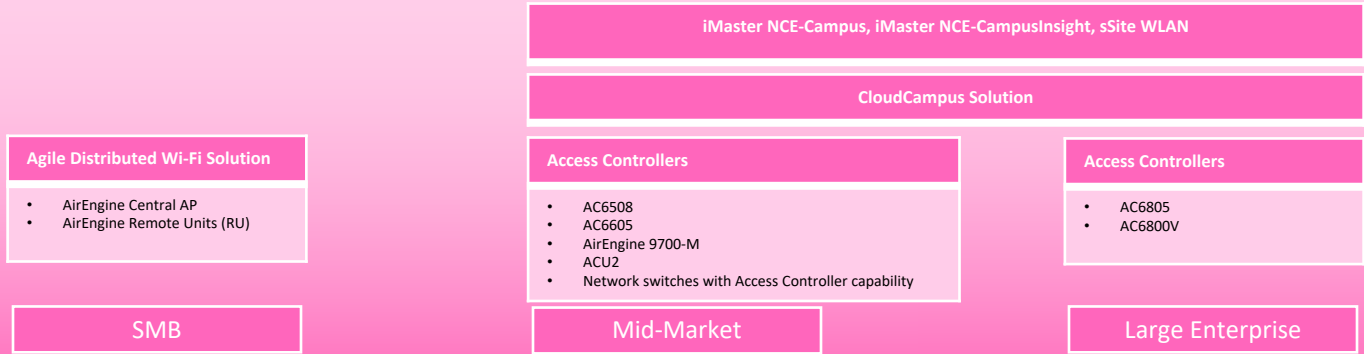 iMaster NCE-Campus, iMaster NCE-CampusInsight, sSite WLAN
CloudCampus Solution
Agile Distributed Wi-Fi Solution
• AirEngine Central AP
• AirEngine Remote Units (RU)
Access Controllers
• AC6508
• AC6605
• AirEngine 9700-M
• ACU2
• Network switches with Access Controller capability
Access Controllers
• AC6805
• AC6800V
SMB
Mid-Market
Large Enterprise